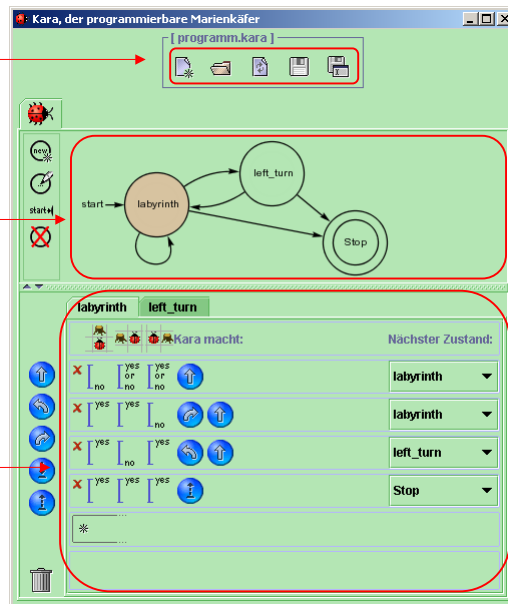 Kara, der programmierbare Marienkäfer
[ programm.kara ]
new
start
start
labyrinth
left_turn
Stop
labyrinth left_turn
Kara macht: Nächster Zustand:
no yes or no yes or no labyrinth
yes yes no labyrinth
yes no yes left_turn
yes yes yes Stop